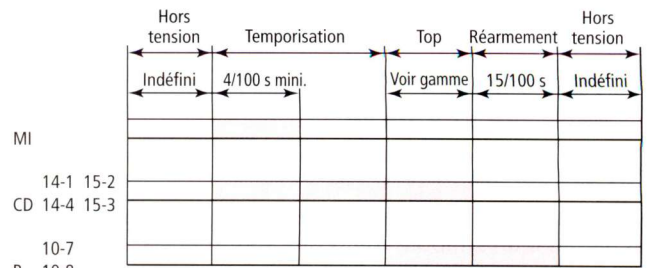 Hors tension Temporisation Top Réarmement Hors tension
Indéfini 4/100 s mini. Voir gamme 15/100 s Indéfini
MI
14-1 15-2
CD 14-4 15-3
10-7